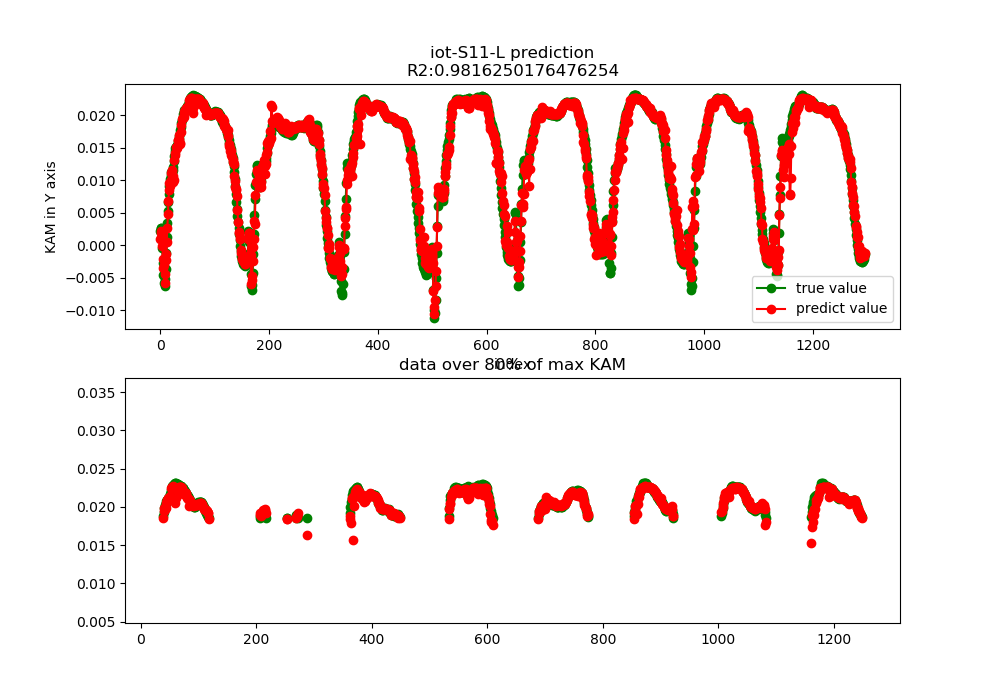 iot-S11-L prediction
R2:0.9816250176476254
KAM in Y axis
0.020
0.015
0.010
0.005
0.000
−0.005
−0.010
true value
predict value
0 200 400 600 800 1000 1200
index
data over 80% of max KAM
0.035
0.030
0.025
0.020
0.015
0.010
0.005
0 200 400 600 800 1000 1200